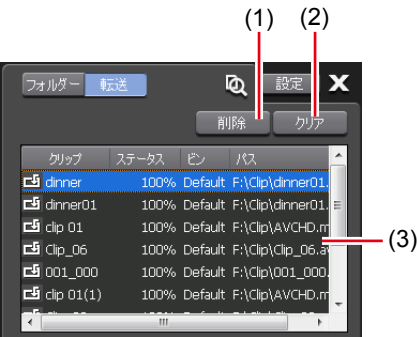 (1) (2)
フォルダー 転送 設定 X
削除 クリア
クリップ ステータス ビン パス
dinner 100% Default F:\Clip\dinner01.
dinner01 100% Default F:\Clip\dinner01.
clip 01 100% Default F:\Clip\AVCHD.m
(3)
Clip_06 100% Default F:\Clip\Clip_06.av
001_000 100% Default F:\Clip\001_000.
clip 01(1) 100% Default F:\Clip\AVCHD.m